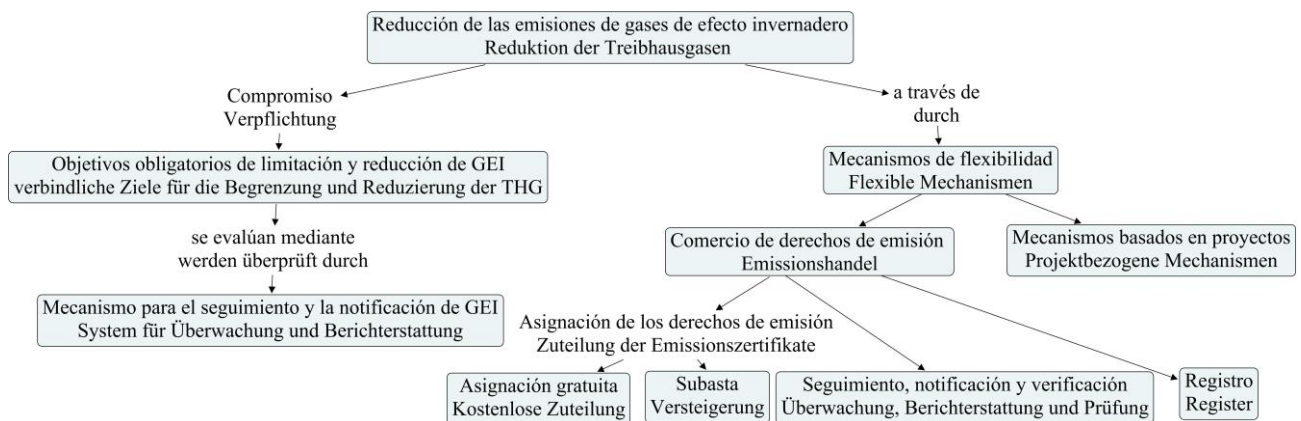 Reducción de las emisiones de gases de efecto invernadero
Reduktion der Treibhausgasen
Compromiso
Verpflichtung
a través de
durch
Objetivos obligatorios de limitación y reducción de GEI
verbindliche Ziele für die Begrenzung und Reduzierung der THG
Mecanismos de flexibilidad
Flexible Mechanismen
se evalúan mediante
werden überprüft durch
Comercio de derechos de emisión
Emissionshandel
Mecanismos basados en proyectos
Projektbezogene Mechanismen
Mecanismo para el seguimiento y la notificación de GEI
System für Überwachung und Berichterstattung
Asignación de los derechos de emisión
Zuteilung der Emissionszertifikate
Asignación gratuita
Kostenlose Zuteilung
Subasta
Versteigerung
Seguimiento, notificación y verificación
Überwachung, Berichterstattung und Prüfung
Registro
Register